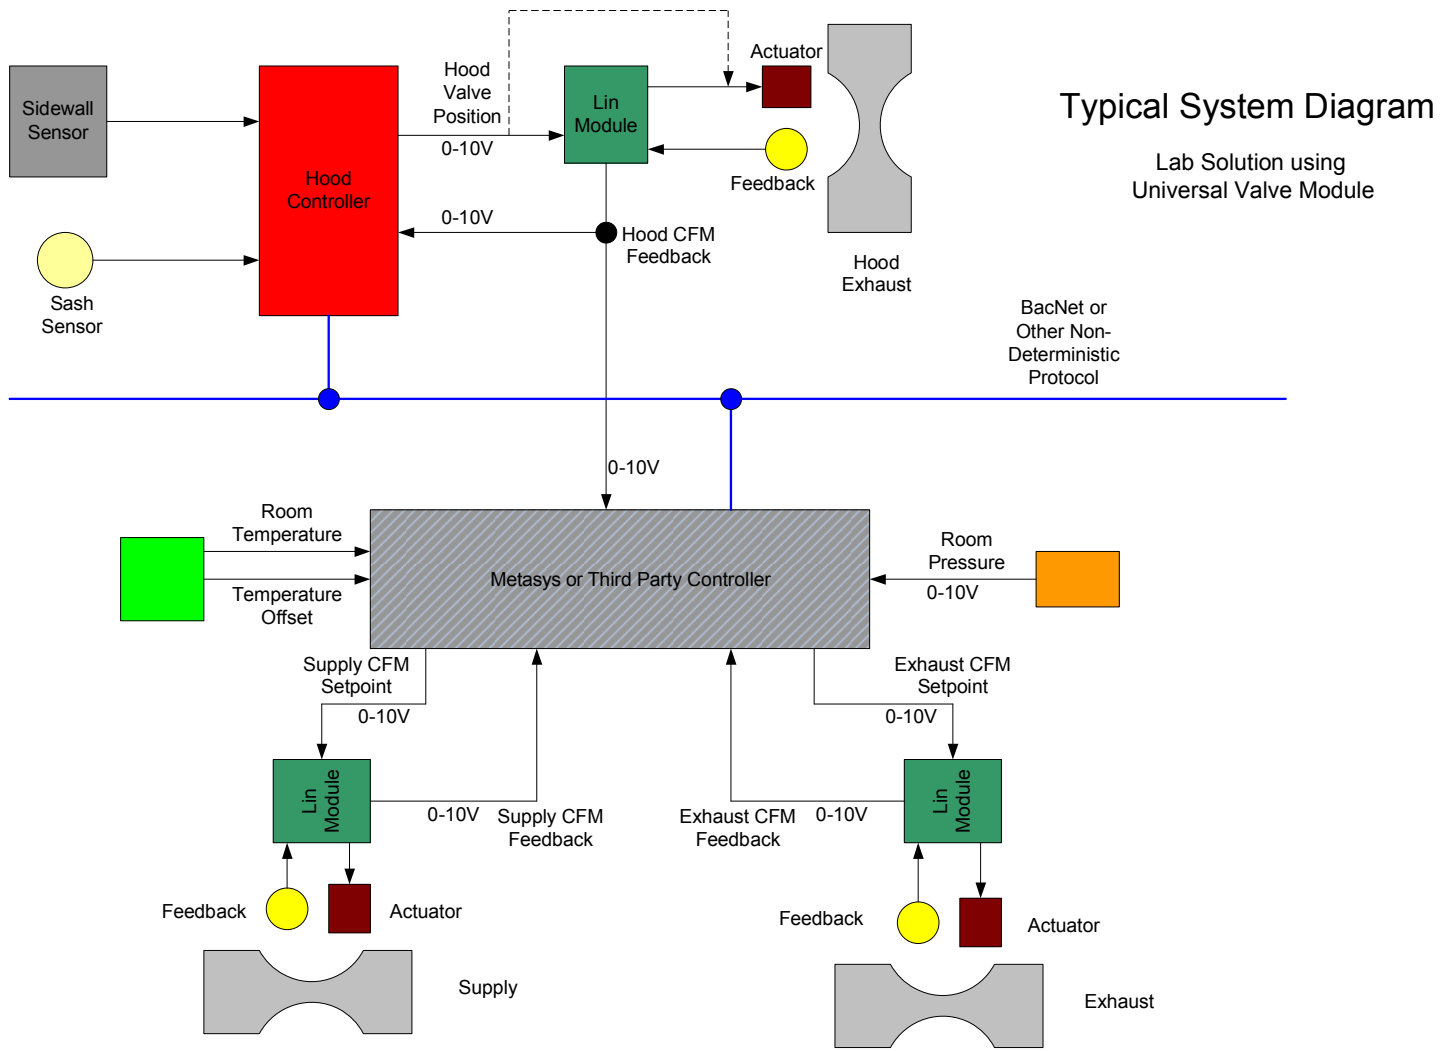 Typical System Diagram
Lab Solution using
Universal Valve Module
Sidewall
Sensor
Sash
Sensor
Hood
Controller
Hood
Valve
Position
0-10V
0-10V
Lin
Module
Actuator
Feedback
Hood CFM
Feedback
Hood
Exhaust
BacNet or
Other Non-
Deterministic
Protocol
0-10V
Room
Temperature
Temperature
Offset
Metasys or Third Party Controller
Room
Pressure
0-10V
Supply CFM
Setpoint
0-10V
Exhaust CFM
Setpoint
0-10V
Lin
Module
0-10V
Supply CFM
Feedback
Exhaust CFM
Feedback
0-10V
Lin
Module
Feedback
Actuator
Supply
Feedback
Actuator
Exhaust